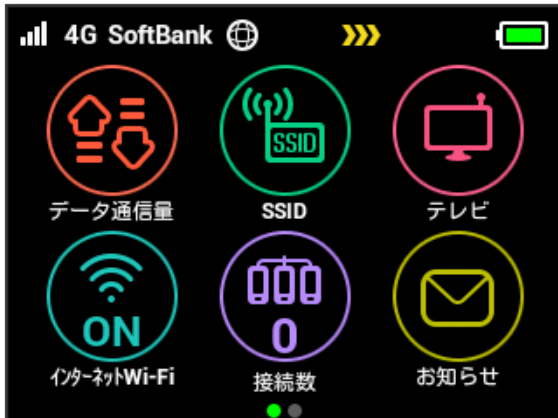 4G SoftBank
SSID
データ通信量
SSID
テレビ
ON
0
インターネットWi-Fi
接続数
お知らせ